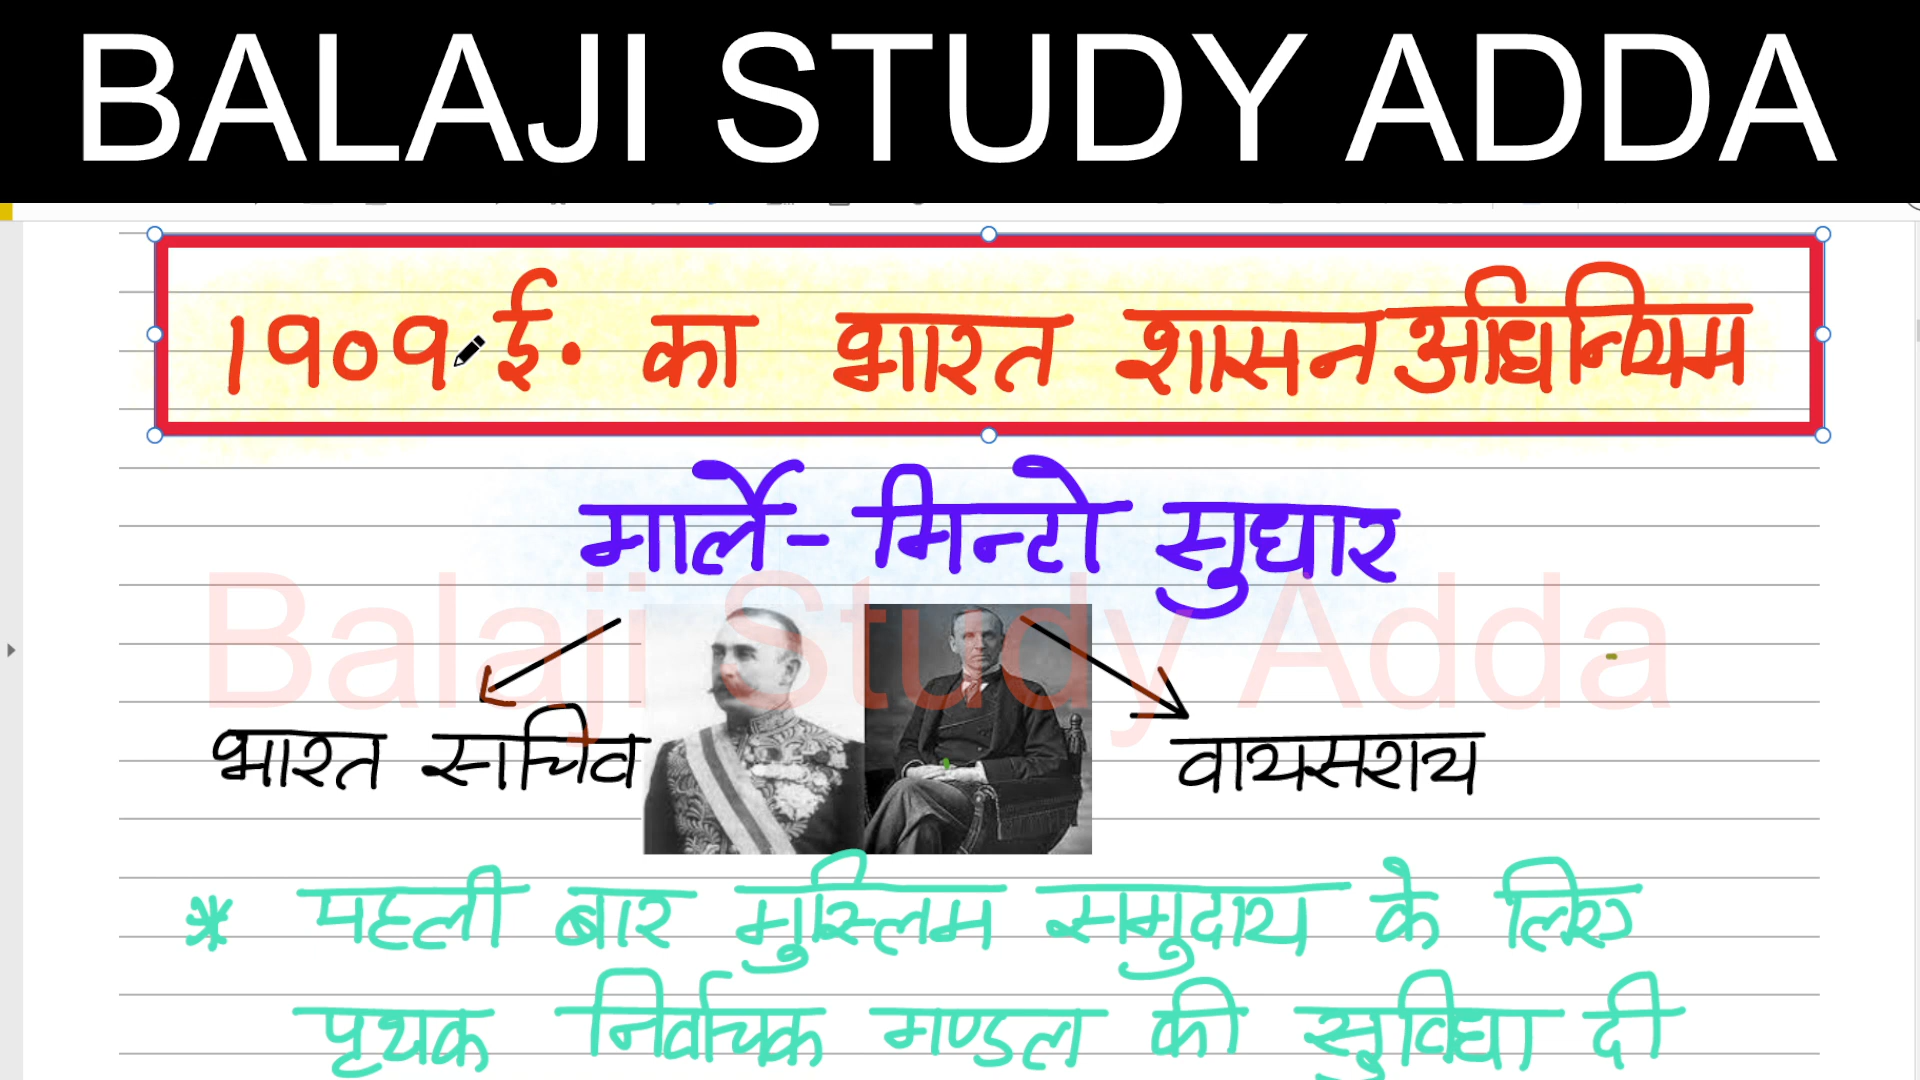 BALAJI STUDY ADDA
1909 ई. का भारत शासन अधिनियम
मार्ले - मिन्टो सुधार
Balaji Study Adda
भारत सचिव
वायसराय
* पहली बार मुस्लिम समुदाय के लिए
पृथक निर्वाचक मण्डल की सुविधा दी